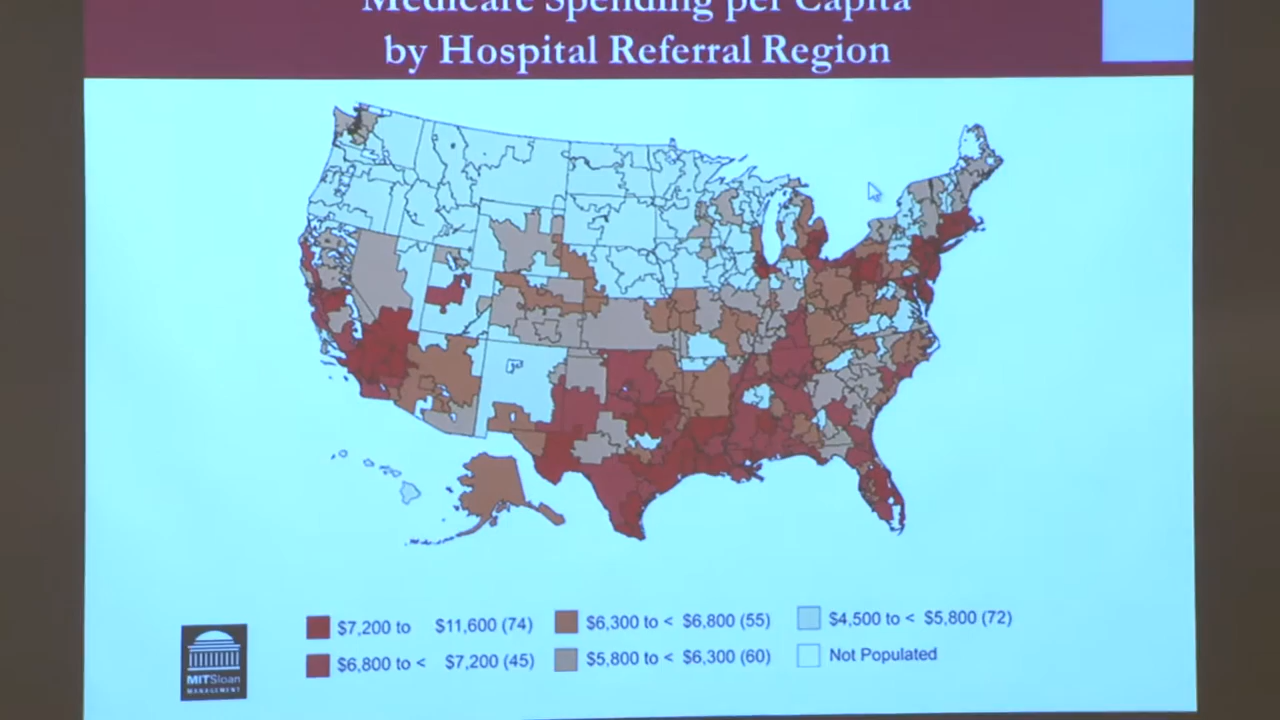 Medicare Spending per Capita
by Hospital Referral Region
$7,200 to $11,600 (74)
$6,800 to < $7,200 (45)
$6,300 to < $6,800 (55)
$5,800 to < $6,300 (60)
$4,500 to < $5,800 (72)
Not Populated
MITSloan
MANAGEMENT